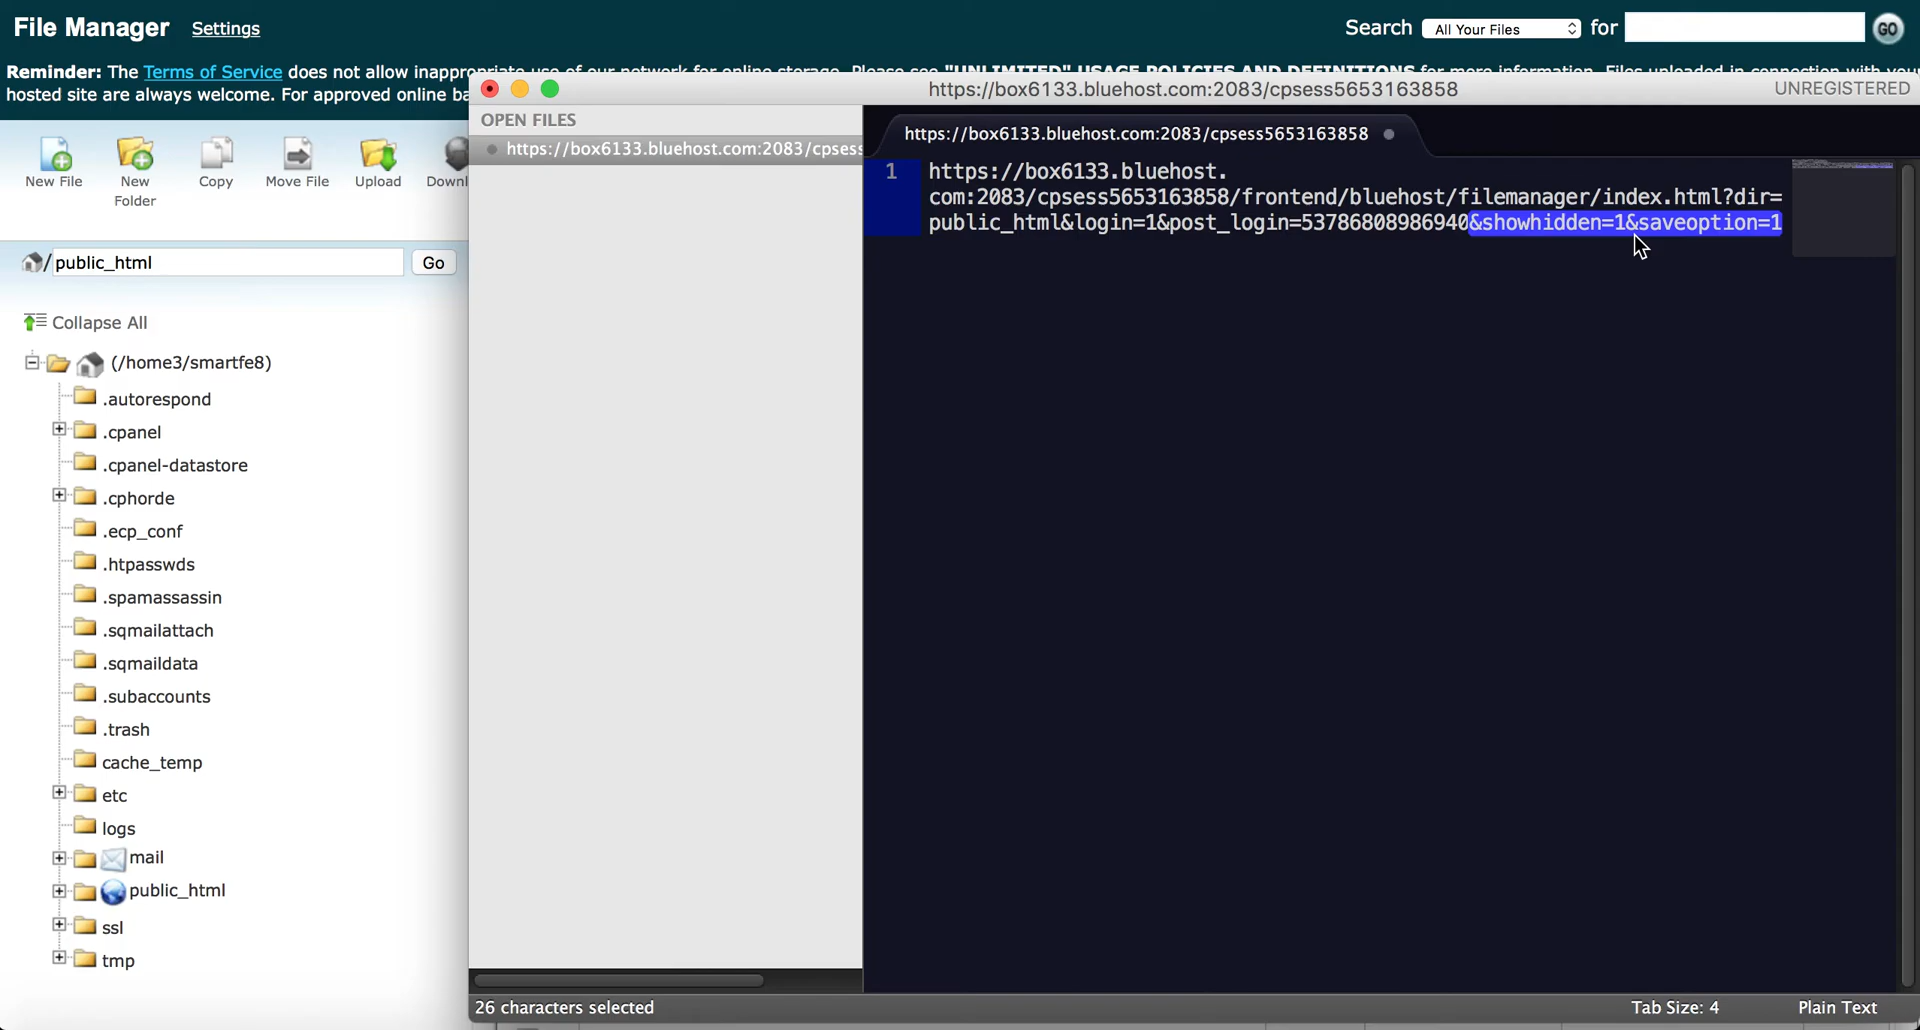 File Manager Settings
Search All Your Files for GO
Reminder: The Terms of Service does not allow inappropriate use of our network for online storage. Please see "UNLIMITED" USAGE POLICIES AND DEFINITIONS for more information. Files uploaded in connection with your
hosted site are always welcome. For approved online ba
New File
New Folder
Copy
Move File
Upload
Downl
/ public_html Go
Collapse All
(/home3/smartfe8)
.autorespond
.cpanel
.cpanel-datastore
.cphorde
.ecp_conf
.htpasswds
.spamassassin
.sqmailattach
.sqmaildata
.subaccounts
.trash
cache_temp
etc
logs
mail
public_html
ssl
tmp
https://box6133.bluehost.com:2083/cpsess5653163858
UNREGISTERED
OPEN FILES
https://box6133.bluehost.com:2083/cpsess
https://box6133.bluehost.com:2083/cpsess5653163858
1 https://box6133.bluehost.
com:2083/cpsess5653163858/frontend/bluehost/filemanager/index.html?dir=
public_html&login=1&post_login=53786808986940&showhidden=1&saveoption=1
26 characters selected
Tab Size: 4
Plain Text